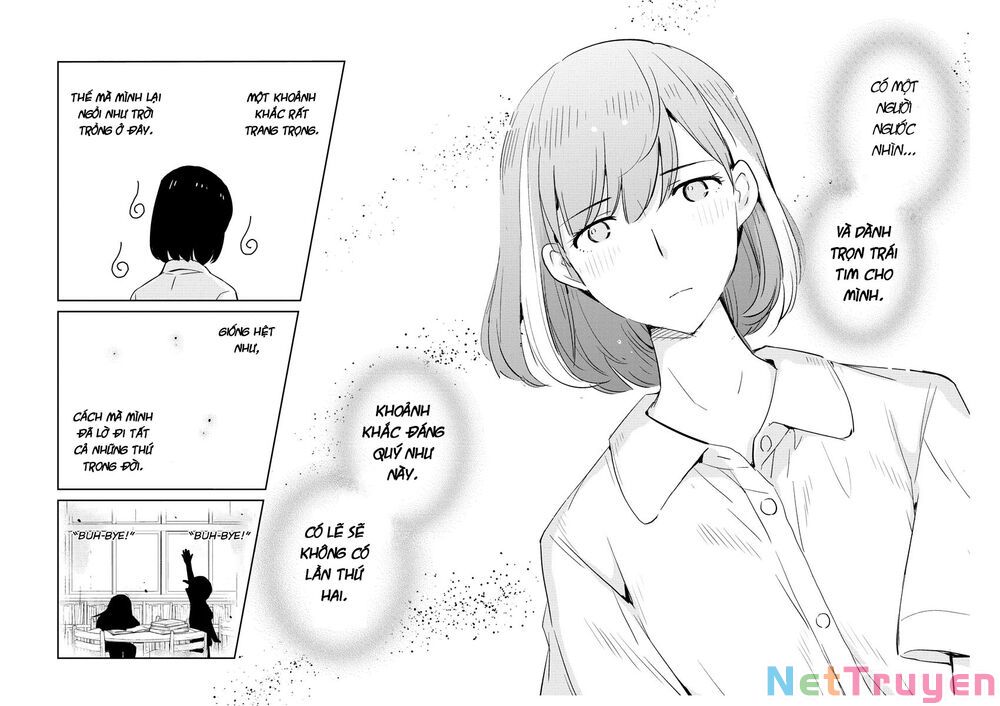 CÓ MỘT
NGƯỜI
NGƯỚC
NHÌN...
VÀ DÀNH
TRỌN TRÁI
TIM CHO
MÌNH.
KHOẢNH
KHẮC ĐÁNG
QUÝ NHƯ
NÀY.
CÓ LẼ SẼ
KHÔNG CÓ
LẦN THỨ
HAI.
MỘT KHOẢNH
KHẮC RẤT
TRANG TRỌNG.
THẾ MÀ MÌNH LẠI
NGỒI NHƯ TRỜI
TRỒNG Ở ĐÂY.
GIỐNG HỆT
NHƯ,
CÁCH MÀ MÌNH
ĐÃ LỜ ĐI TẤT
CẢ NHỮNG THỨ
TRONG ĐỜI.
"BUH-BYE!"
"BUH-BYE!"
NetTruyen